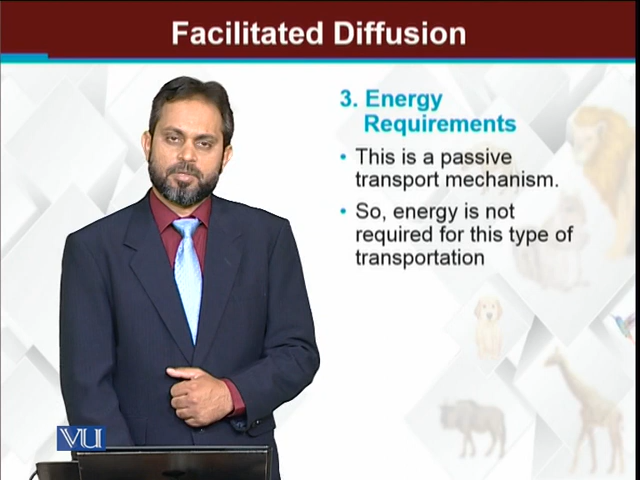 Facilitated Diffusion
3. Energy
Requirements
• This is a passive
transport mechanism.
• So, energy is not
required for this type of
transportation
VU